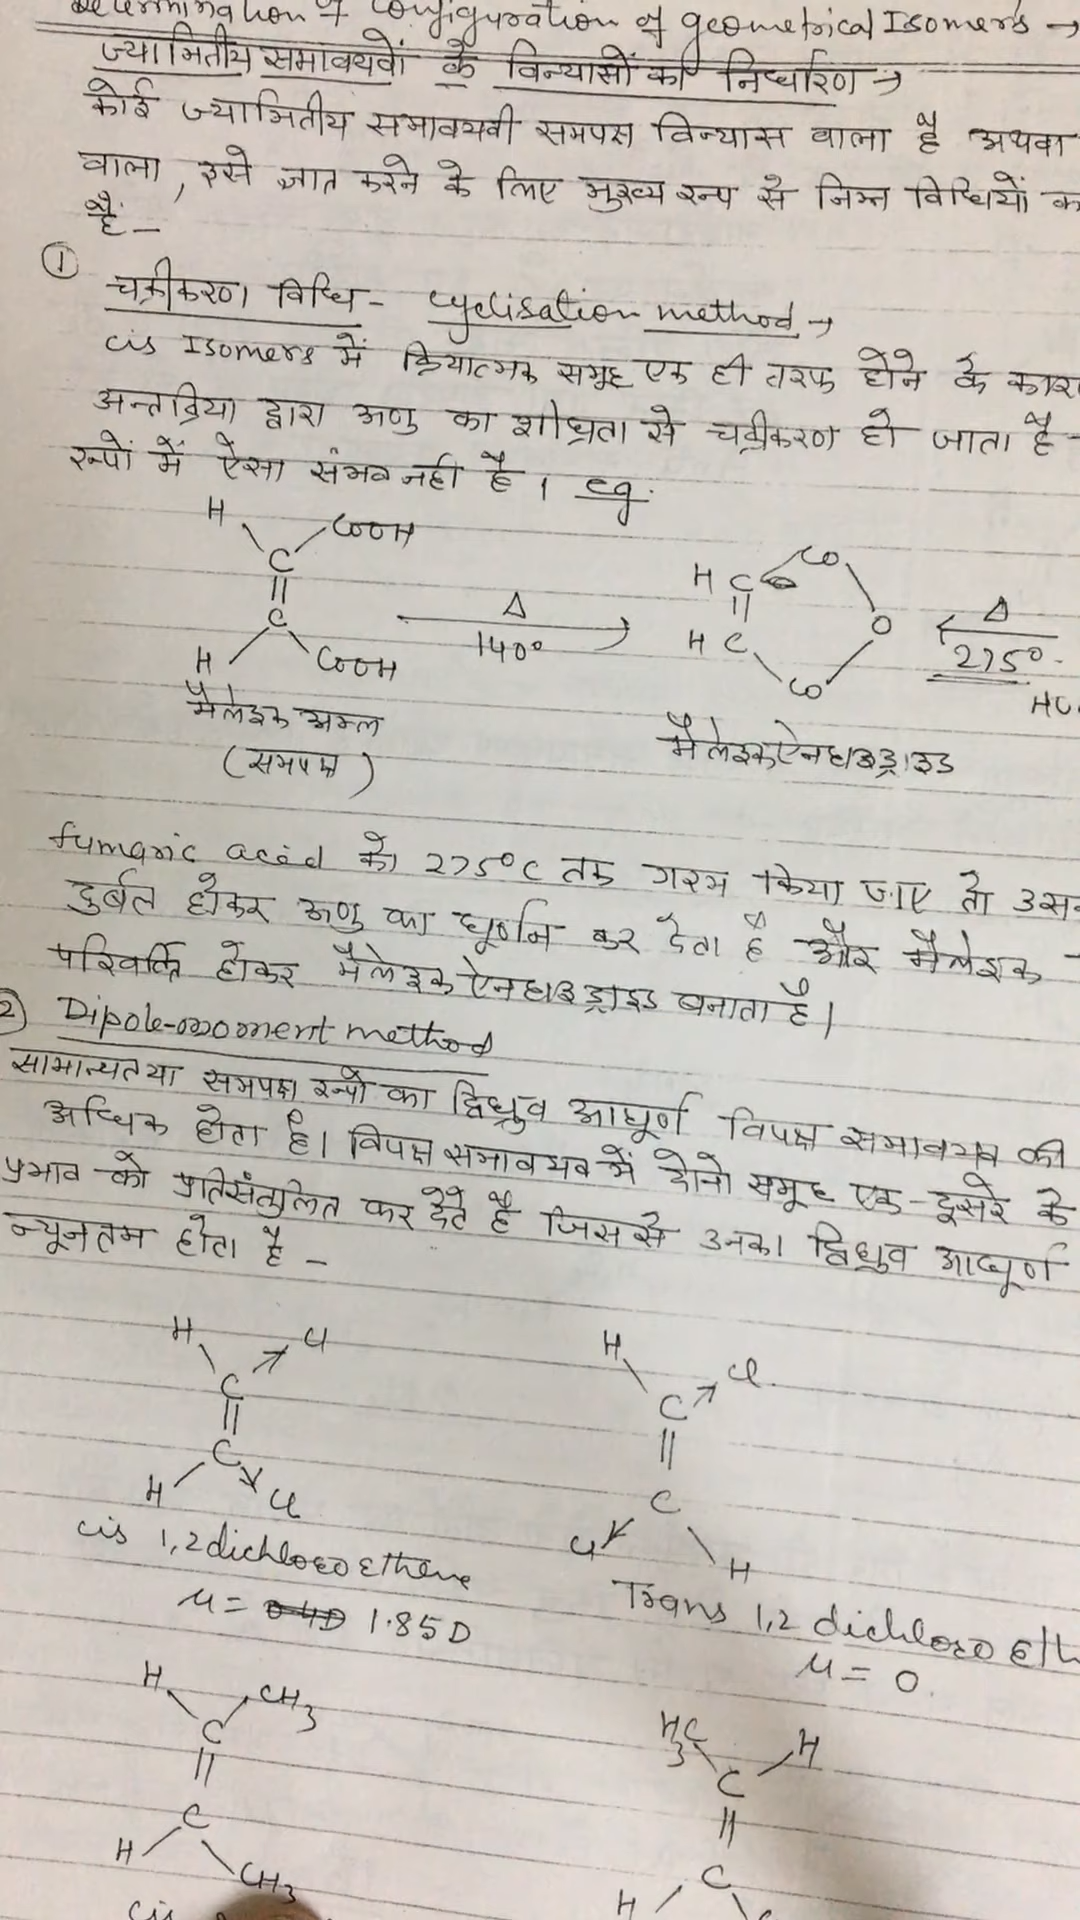 Determination of Configuration of geometrical Isomers →
ज्यामितीय समावयवों के विन्यासों का निर्धारण →
कोई ज्यामितीय समावयवी समपक्ष विन्यास वाला है अथवा
वाला, इसे ज्ञात करने के लिए मुख्य रूप से निम्न विधियों
हैं -
① चक्रीकरण विधि - cyclisation method →
cis Isomers में क्रियात्मक समूह एक ही तरफ होने के
अन्तक्रिया द्वारा अणु का शीघ्रता से चक्रीकरण हो जाता है -
रूपों में ऐसा संभव नहीं है। eg.
H COOH
C
||
C
H COOH
Δ
140°
H C CO
||
O
H C
CO
Δ
275°
मैलेइक अम्ल
(समपक्ष)
मैलेइक ऐनहाइड्राइड
fumaric acid को 275°C तक गरम किया जाए तो
दुर्बल होकर अणु का घूर्णन कर देता है और मैलेइक
परिवर्ति होकर मैलेइक ऐनहाइड्राइड बनाता है।
2) Dipole-moment method
सामान्यतया समपक्ष रूपों का द्विध्रुव आघूर्ण विपक्ष समावयव की
अधिक होता है। विपक्ष समावयव में दोनो समूह एक-दूसरे के
प्रभाव को प्रतिसंतुलित कर देते है जिससे उनका द्विध्रुव आघूर्ण
न्यूनतम होता है -
H Cl
C
||
C
H Cl
cis 1,2 dichloro Ethene
μ = 1.85 D
H Cl
C
||
C
Cl H
Trans 1,2 dichloro Eth
μ = 0.
H CH3
C
||
C
H CH3
H3C H
C
||
C
H